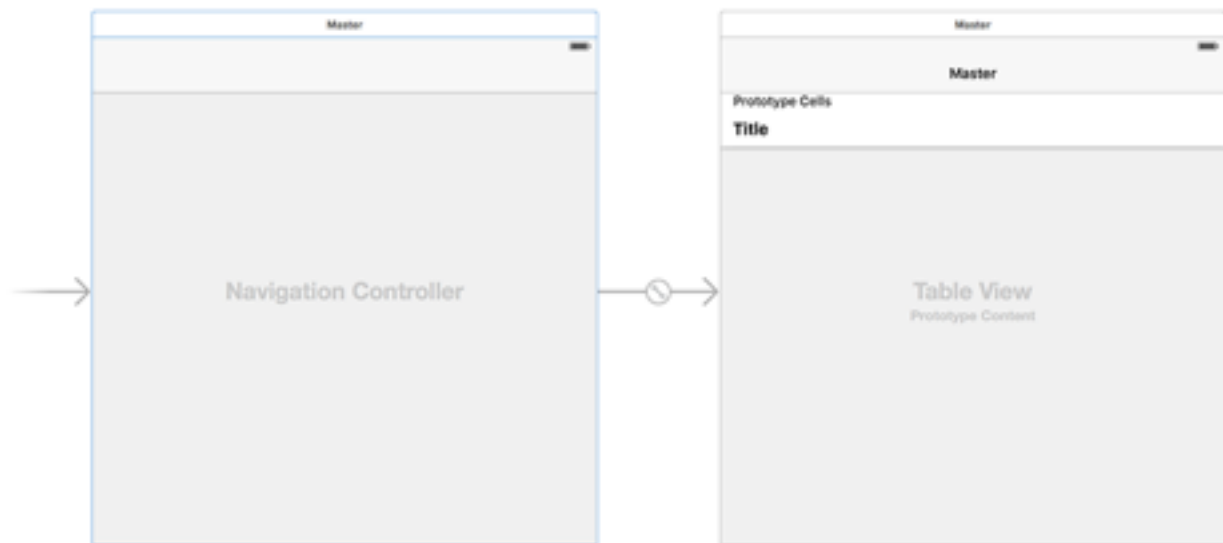 Master
Navigation Controller
Master
Master
Prototype Cells
Title
Table View
Prototype Content